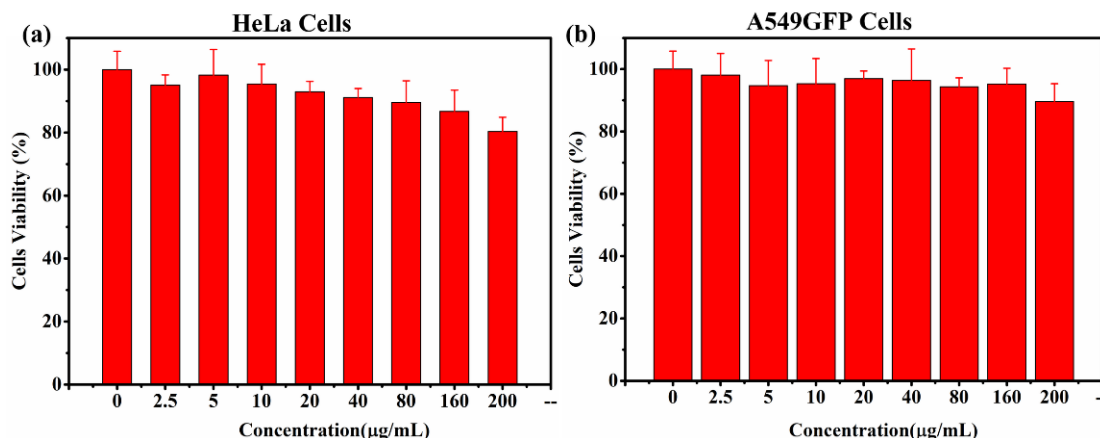 (a)
HeLa Cells
Cells Viability (%)
100
80
60
40
20
0
0 2.5 5 10 20 40 80 160 200 --
Concentration(μg/mL)
(b)
A549GFP Cells
Cells Viability (%)
100
80
60
40
20
0
0 2.5 5 10 20 40 80 160 200 -
Concentration(μg/mL)